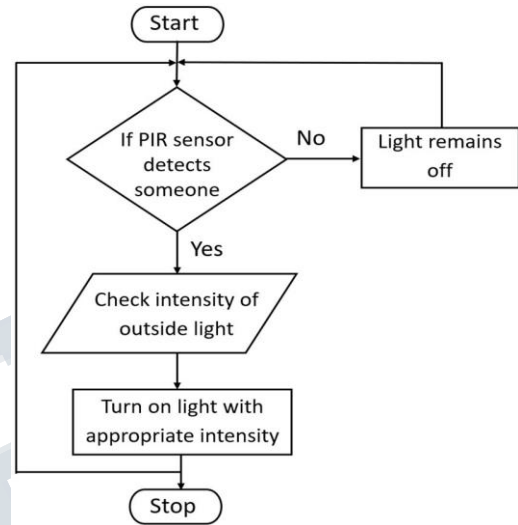 Start
If PIR sensor
detects
someone
No
Light remains
off
Yes
Check intensity of
outside light
Turn on light with
appropriate intensity
Stop